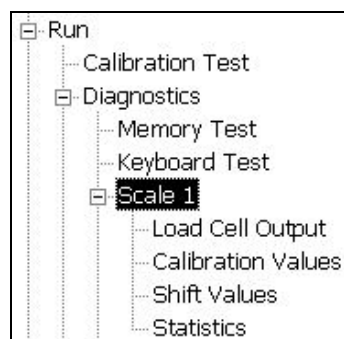 Run
Calibration Test
Diagnostics
Memory Test
Keyboard Test
Scale 1
Load Cell Output
Calibration Values
Shift Values
Statistics